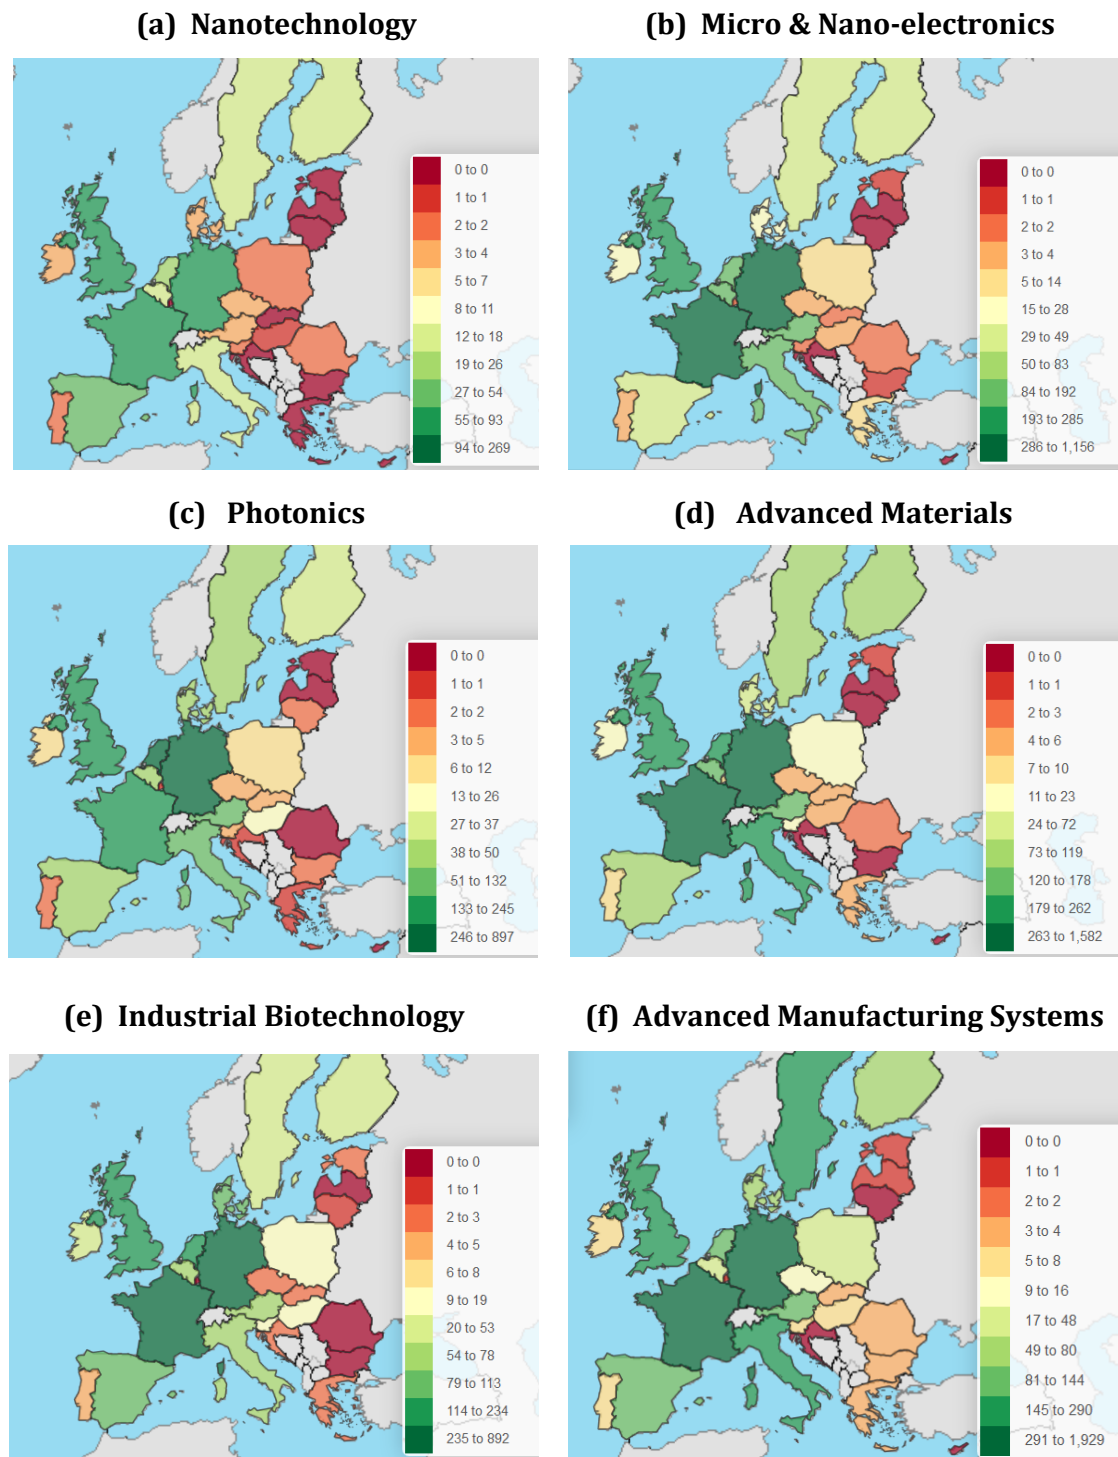 (a) Nanotechnology
0 to 0
1 to 1
2 to 2
3 to 4
5 to 7
8 to 11
12 to 18
19 to 26
27 to 54
55 to 93
94 to 269
(b) Micro & Nano-electronics
0 to 0
1 to 1
2 to 2
3 to 4
5 to 14
15 to 28
29 to 49
50 to 83
84 to 192
193 to 285
286 to 1,156
(c) Photonics
0 to 0
1 to 1
2 to 2
3 to 5
6 to 12
13 to 26
27 to 37
38 to 50
51 to 132
133 to 245
246 to 897
(d) Advanced Materials
0 to 0
1 to 1
2 to 3
4 to 6
7 to 10
11 to 23
24 to 72
73 to 119
120 to 178
179 to 262
263 to 1,582
(e) Industrial Biotechnology
0 to 0
1 to 1
2 to 3
4 to 5
6 to 8
9 to 19
20 to 53
54 to 78
79 to 113
114 to 234
235 to 892
(f) Advanced Manufacturing Systems
0 to 0
1 to 1
2 to 2
3 to 4
5 to 8
9 to 16
17 to 48
49 to 80
81 to 144
145 to 290
291 to 1,929